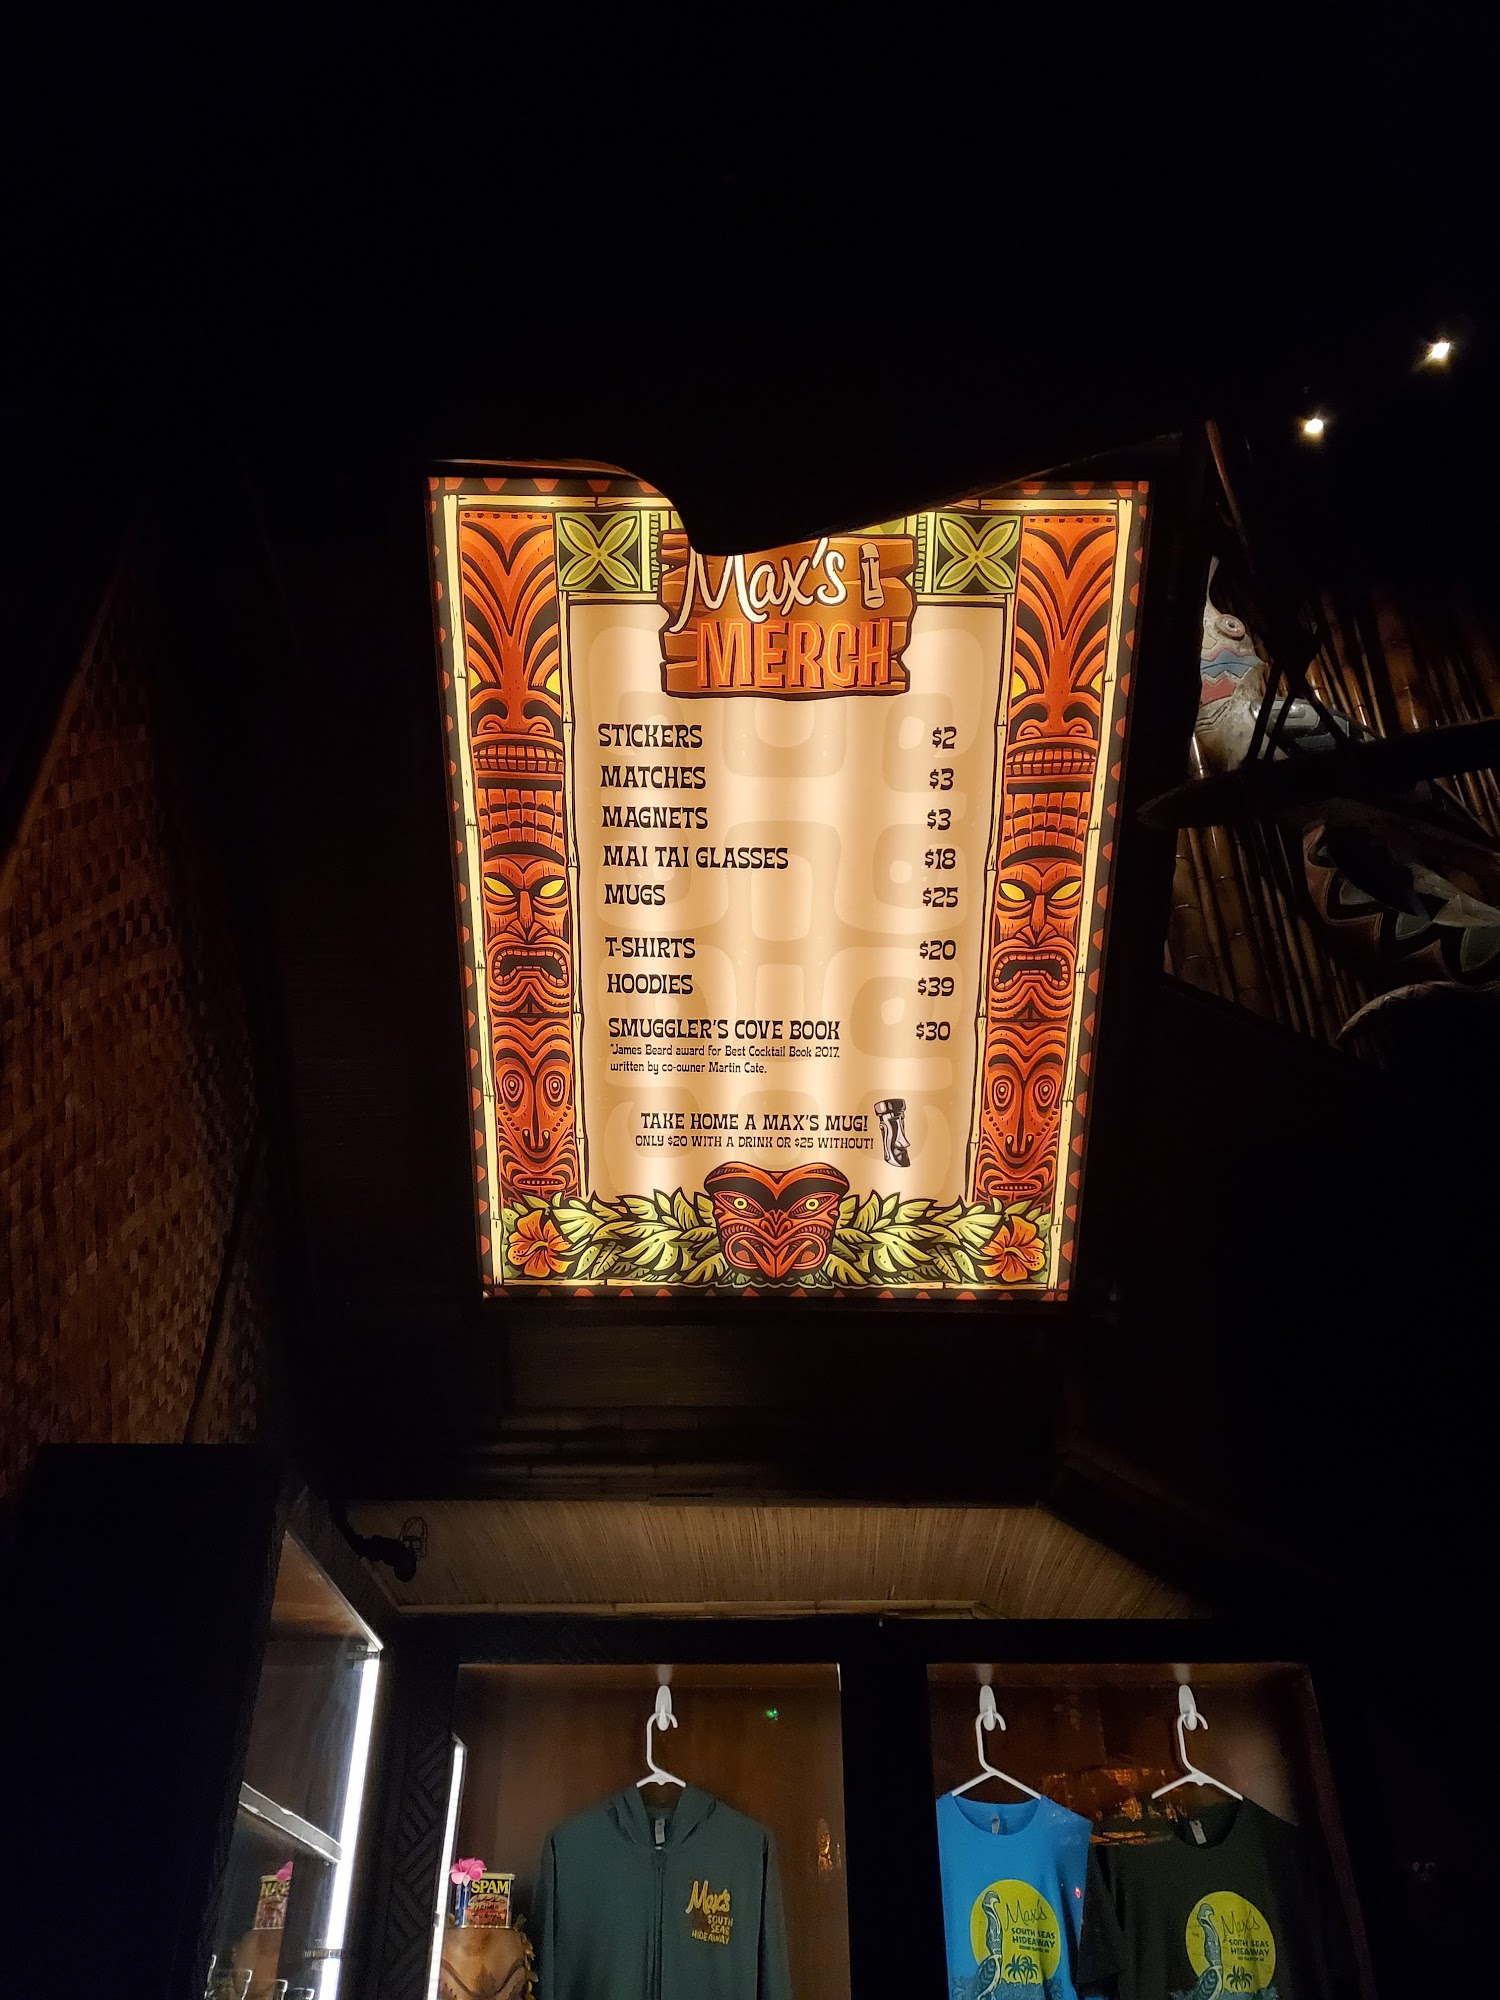 Max's
MERCH
STICKERS $2
MATCHES $3
MAGNETS $3
MAI TAI GLASSES $18
MUGS $25
T-SHIRTS $20
HOODIES $39
SMUGGLER'S COVE BOOK $30
*James Beard award for Best Cocktail Book 2017,
written by co-owner Martin Cate.
TAKE HOME A MAX'S MUG!
ONLY $20 WITH A DRINK OR $25 WITHOUT!
SPAM
Max's
SOUTH
SEAS
HIDEAWAY
Max's
SOUTH SEAS
HIDEAWAY
Max's
SOUTH SEAS
HIDEAWAY